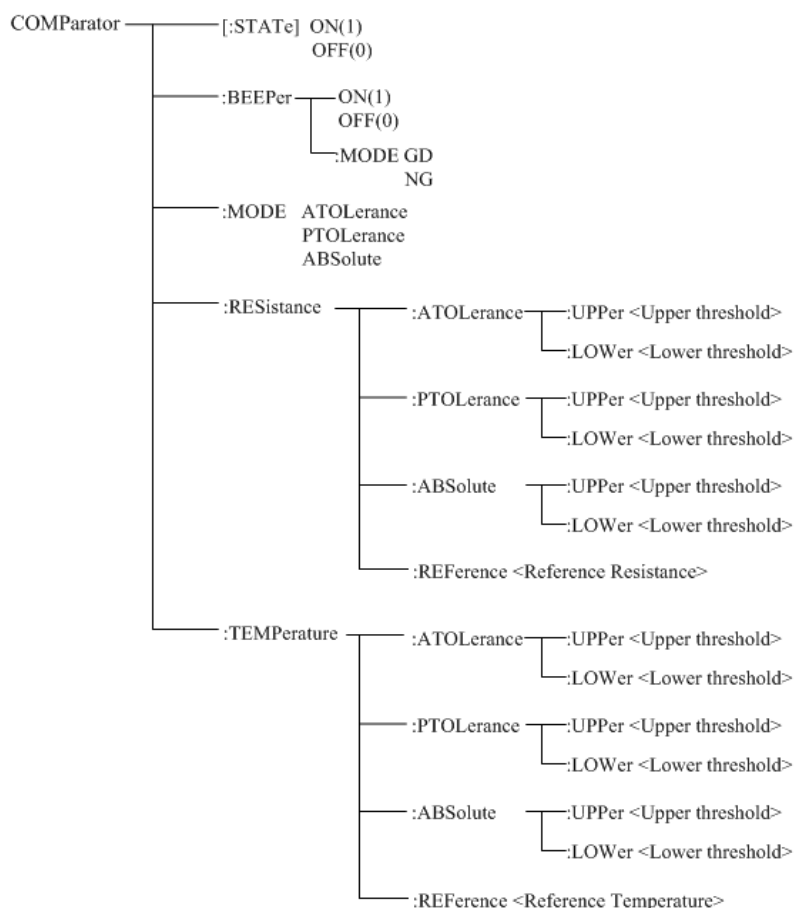 COMParator [:STATe] ON(1)
OFF(0)
:BEEPer ON(1)
OFF(0)
:MODE GD
NG
:MODE ATOLerance
PTOLerance
ABSolute
:RESistance :ATOLerance :UPPer <Upper threshold>
:LOWer <Lower threshold>
:PTOLerance :UPPer <Upper threshold>
:LOWer <Lower threshold>
:ABSolute :UPPer <Upper threshold>
:LOWer <Lower threshold>
:REFerence <Reference Resistance>
:TEMPerature :ATOLerance :UPPer <Upper threshold>
:LOWer <Lower threshold>
:PTOLerance :UPPer <Upper threshold>
:LOWer <Lower threshold>
:ABSolute :UPPer <Upper threshold>
:LOWer <Lower threshold>
:REFerence <Reference Temperature>